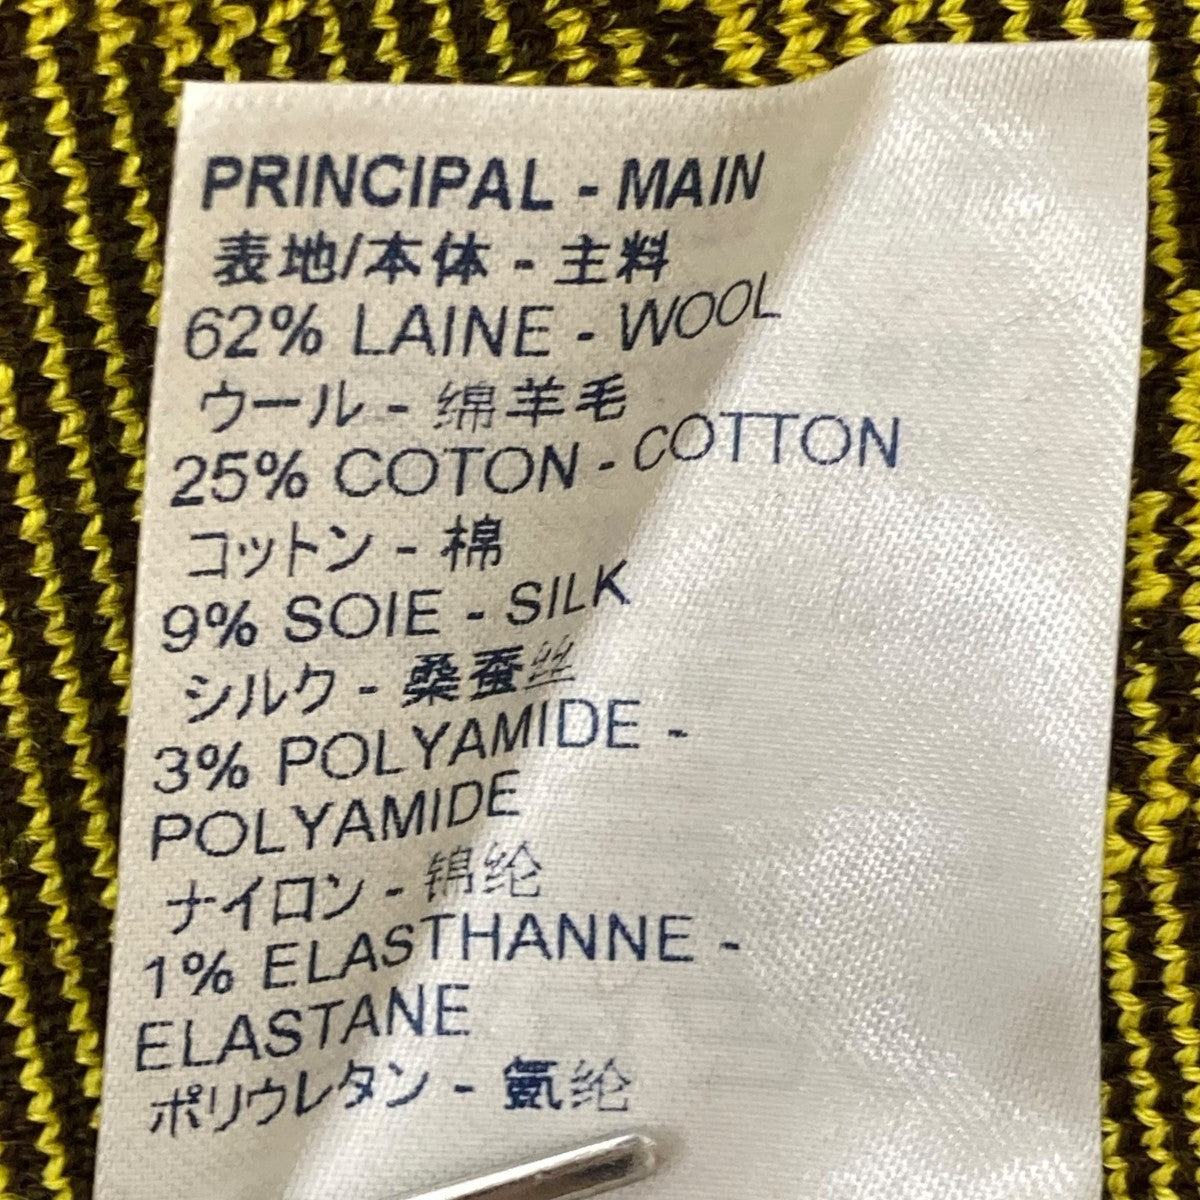 PRINCIPAL - MAIN
表地/本体 - 主料
62% LAINE - WOOL
ウール - 绵羊毛
25% COTON - COTTON
コットン - 棉
9% SOIE - SILK
シルク - 桑蚕丝
3% POLYAMIDE -
POLYAMIDE
ナイロン - 锦纶
1% ELASTHANNE -
ELASTANE
ポリウレタン - 氨纶